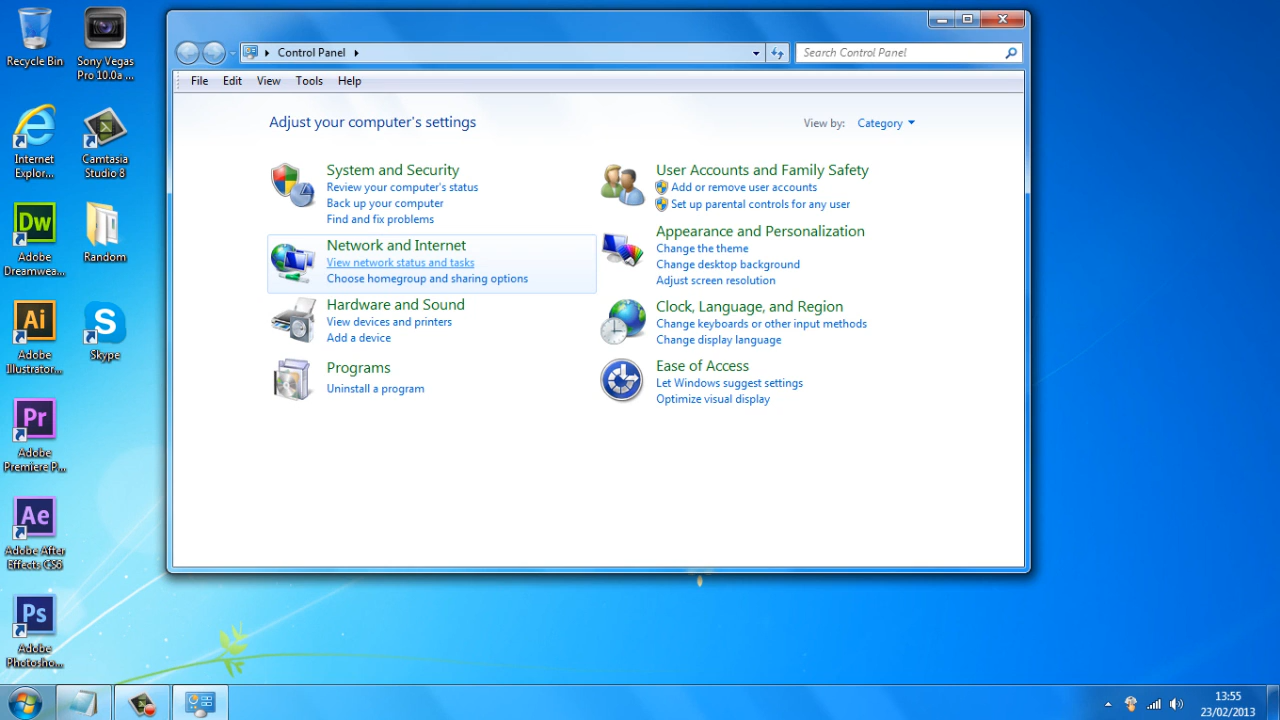 Recycle Bin
Sony Vegas
Pro 10.0a ...
Internet
Explor...
Camtasia
Studio 8
Dw
Adobe
Dreamwea...
Random
Ai
Adobe
Illustrator...
S
Skype
Pr
Adobe
Premiere P...
Ae
Adobe After
Effects CS6
Ps
Adobe
Photosho...
Control Panel
Search Control Panel
File Edit View Tools Help
Adjust your computer's settings
View by: Category
System and Security
Review your computer's status
Back up your computer
Find and fix problems
Network and Internet
View network status and tasks
Choose homegroup and sharing options
Hardware and Sound
View devices and printers
Add a device
Programs
Uninstall a program
User Accounts and Family Safety
Add or remove user accounts
Set up parental controls for any user
Appearance and Personalization
Change the theme
Change desktop background
Adjust screen resolution
Clock, Language, and Region
Change keyboards or other input methods
Change display language
Ease of Access
Let Windows suggest settings
Optimize visual display
13:55
23/02/2013